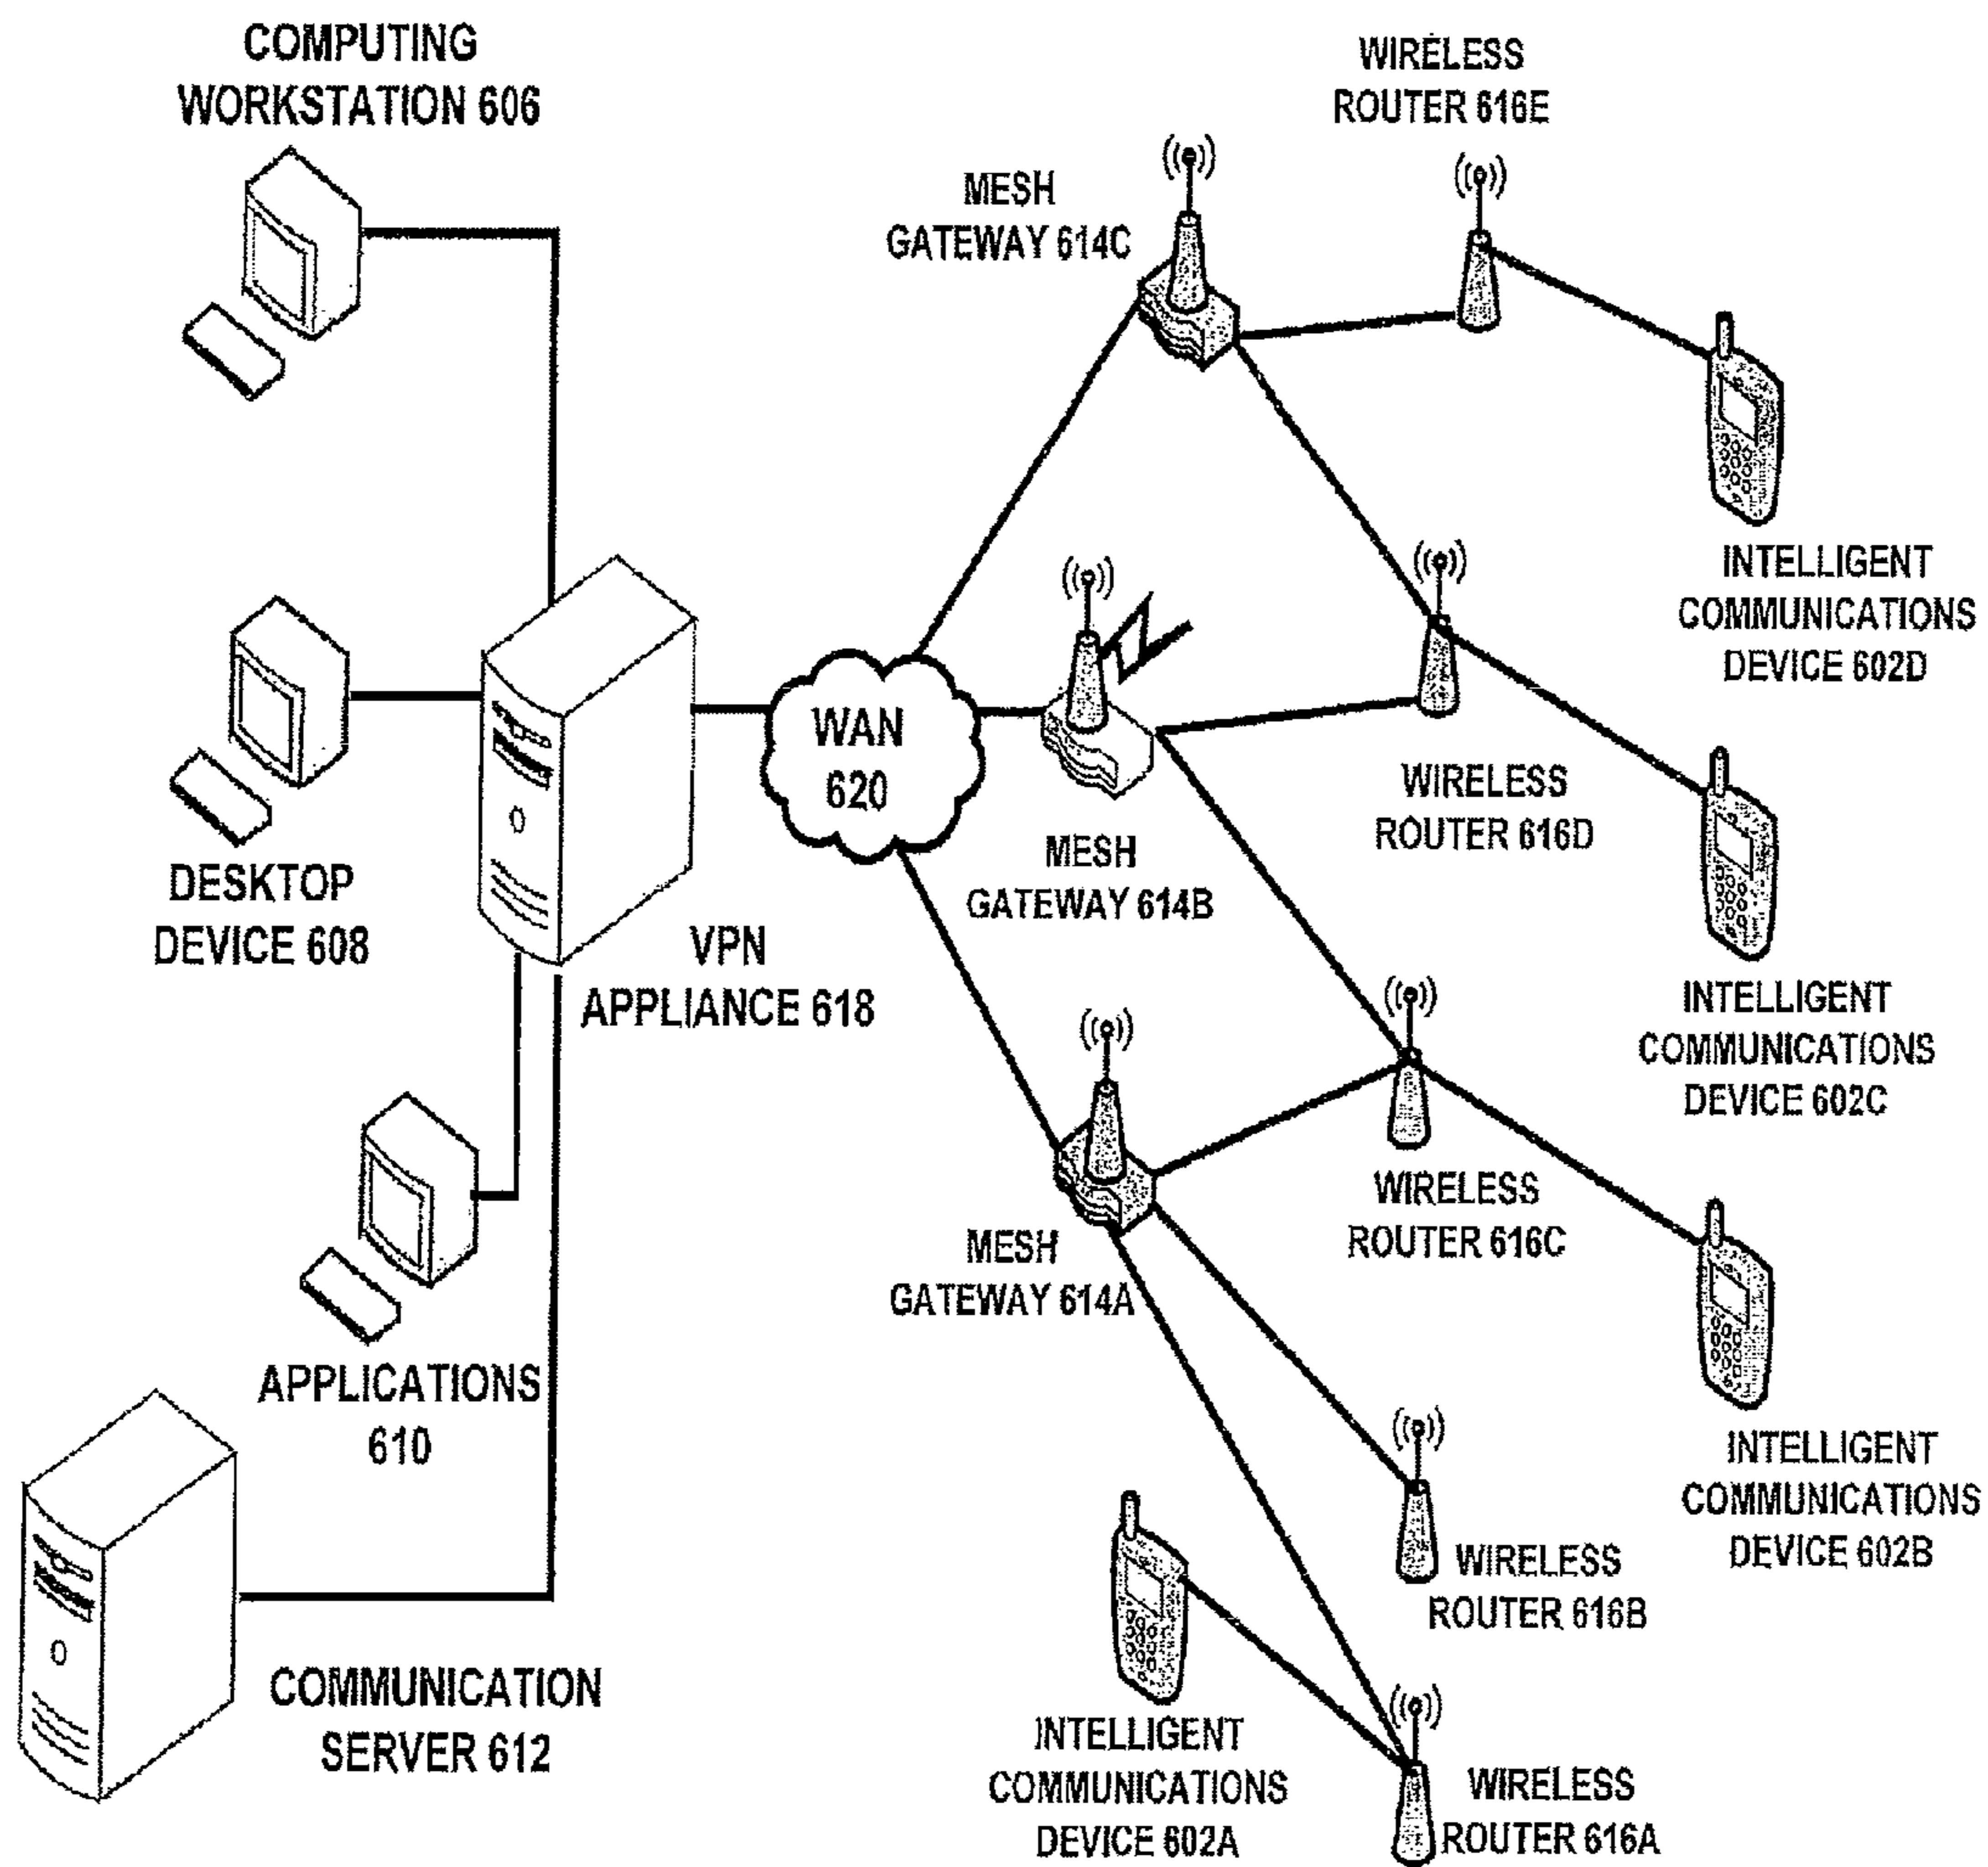 COMPUTING
WORKSTATION 606
WIRELESS
ROUTER 616E
MESH
GATEWAY 614C
INTELLIGENT
COMMUNICATIONS
DEVICE 602D
WAN
620
WIRELESS
ROUTER 616D
MESH
GATEWAY 614B
DESKTOP
DEVICE 608
VPN
APPLIANCE 618
INTELLIGENT
COMMUNICATIONS
DEVICE 602C
WIRELESS
ROUTER 616C
MESH
GATEWAY 614A
APPLICATIONS
610
INTELLIGENT
COMMUNICATIONS
DEVICE 602B
WIRELESS
ROUTER 616B
COMMUNICATION
SERVER 612
INTELLIGENT
COMMUNICATIONS
DEVICE 602A
WIRELESS
ROUTER 616A